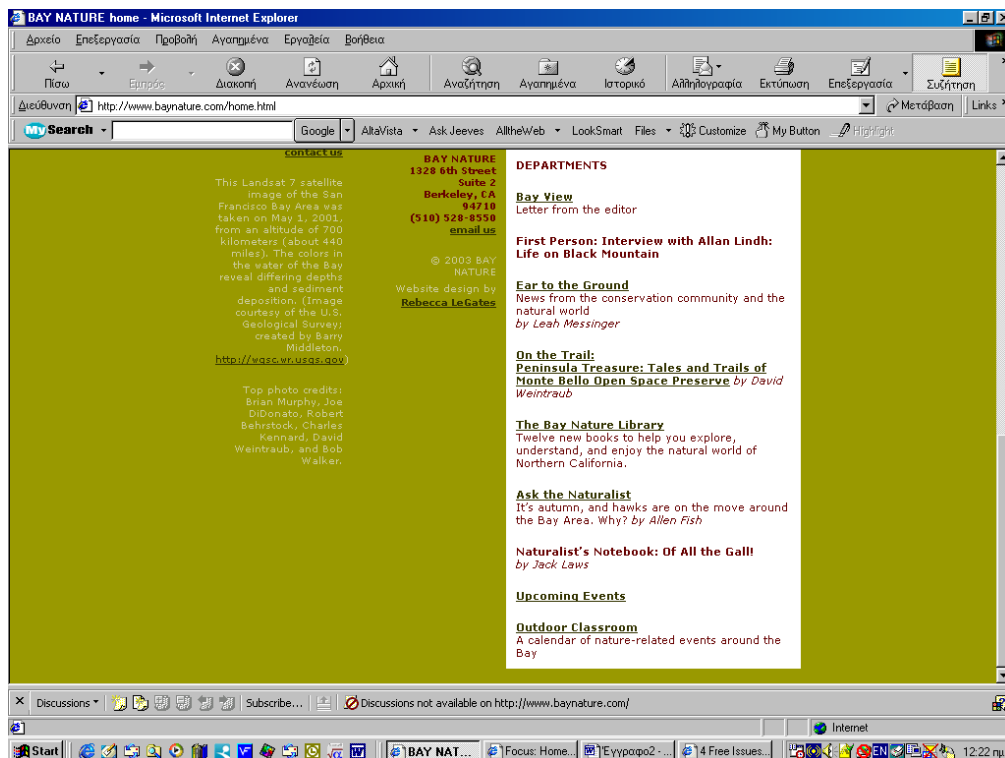 BAY NATURE home - Microsoft Internet Explorer
Αρχείο Επεξεργασία Προβολή Αγαπημένα Εργαλεία Βοήθεια
Πίσω Εμπρός Διακοπή Ανανέωση Αρχική Αναζήτηση Αγαπημένα Ιστορικό Αλληλογραφία Εκτύπωση Επεξεργασία Συζήτηση
Διεύθυνση http://www.baynature.com/home.html Μετάβαση Links
My Search Google AltaVista Ask Jeeves AlltheWeb LookSmart Files Customize My Button Highlight
contact us
This Landsat 7 satellite
image of the San
Francisco Bay Area was
taken on May 1, 2001,
from an altitude of 700
kilometers (about 440
miles). The colors in
the water of the Bay
reveal differing depths
and sediment
deposition. (Image
courtesy of the U.S.
Geological Survey;
created by Barry
Middleton.
http://wgsc.wr.usgs.gov)
Top photo credits:
Brian Murphy, Joe
DiDonato, Robert
Behrstock, Charles
Kennard, David
Weintraub, and Bob
Walker.
BAY NATURE
1328 6th Street
Suite 2
Berkeley, CA
94710
(510) 528-8550
email us
© 2003 BAY
NATURE
Website design by
Rebecca LeGates
DEPARTMENTS
Bay View
Letter from the editor
First Person: Interview with Allan Lindh:
Life on Black Mountain
Ear to the Ground
News from the conservation community and the
natural world
by Leah Messinger
On the Trail:
Peninsula Treasure: Tales and Trails of
Monte Bello Open Space Preserve by David
Weintraub
The Bay Nature Library
Twelve new books to help you explore,
understand, and enjoy the natural world of
Northern California.
Ask the Naturalist
It's autumn, and hawks are on the move around
the Bay Area. Why? by Allen Fish
Naturalist's Notebook: Of All the Gall!
by Jack Laws
Upcoming Events
Outdoor Classroom
A calendar of nature-related events around the
Bay
Discussions Subscribe... Discussions not available on http://www.baynature.com/
Internet
Start BAY NAT... Focus: Home... Έγγραφο2 - ... 4 Free Issues... EN 12:22 πμ